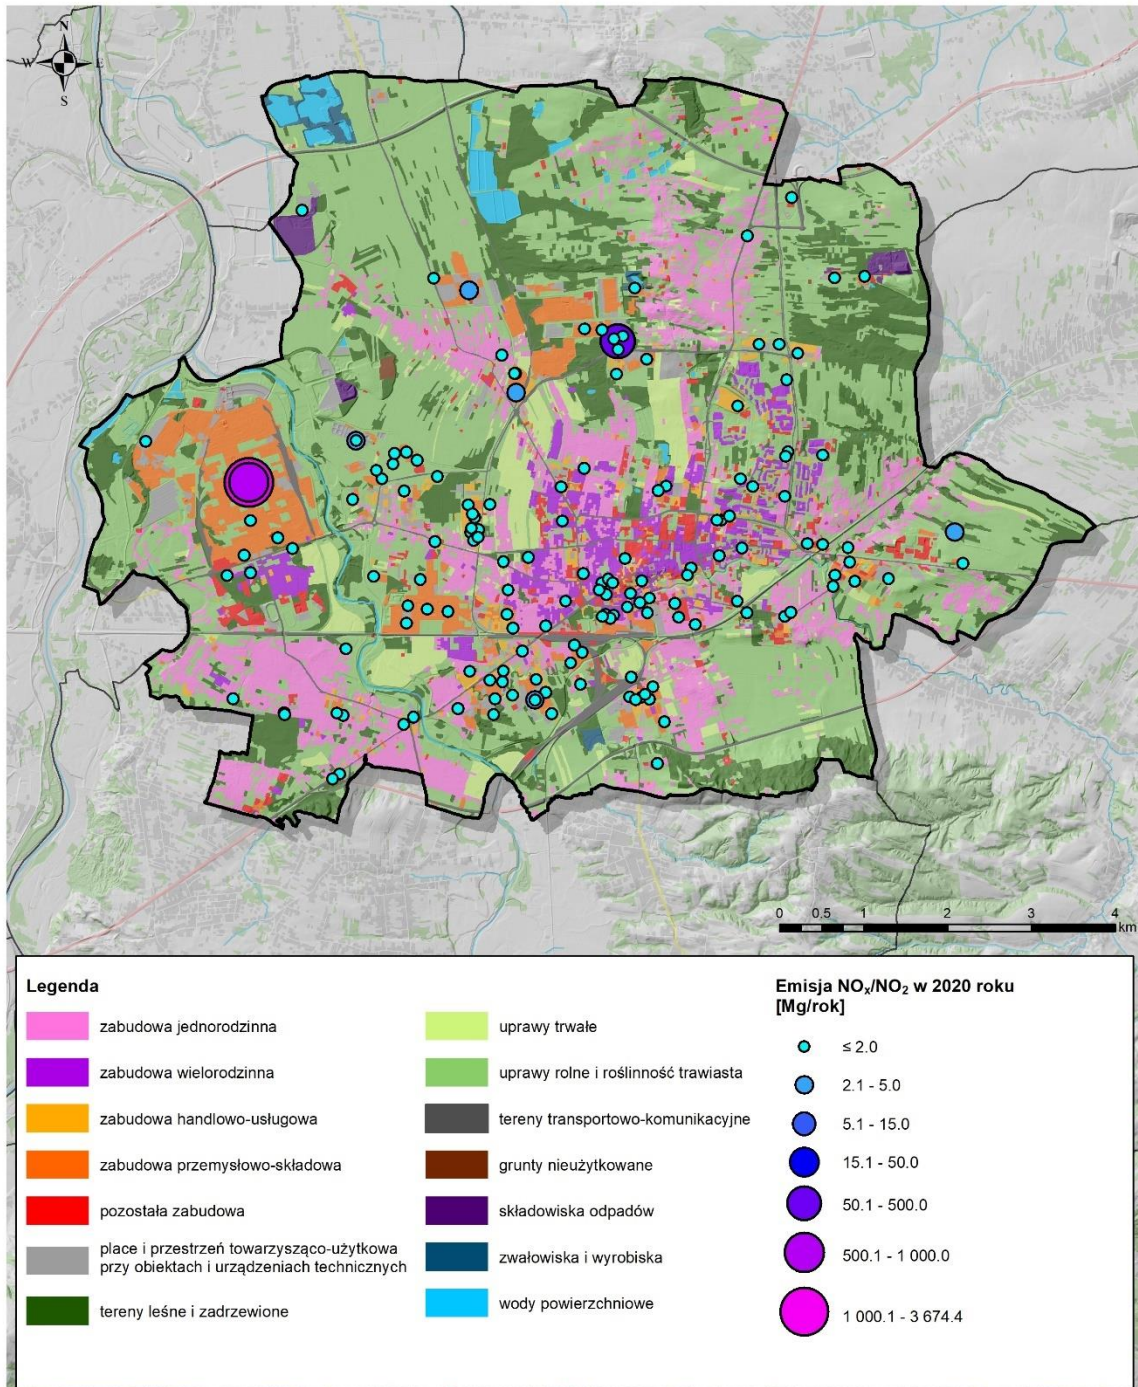 N
W E
S
0 0.5 1 2 3 4
km
Legenda
zabudowa jednorodzinna
zabudowa wielorodzinna
zabudowa handlowo-usługowa
zabudowa przemysłowo-składowa
pozostała zabudowa
place i przestrzeń towarzysząco-użytkowa
przy obiektach i urządzeniach technicznych
tereny leśne i zadrzewione
uprawy trwałe
uprawy rolne i roślinność trawiasta
tereny transportowo-komunikacyjne
grunty nieużytkowane
składowiska odpadów
zwałowiska i wyrobiska
wody powierzchniowe
Emisja NOₓ/NO₂ w 2020 roku
[Mg/rok]
≤ 2.0
2.1 - 5.0
5.1 - 15.0
15.1 - 50.0
50.1 - 500.0
500.1 - 1 000.0
1 000.1 - 3 674.4